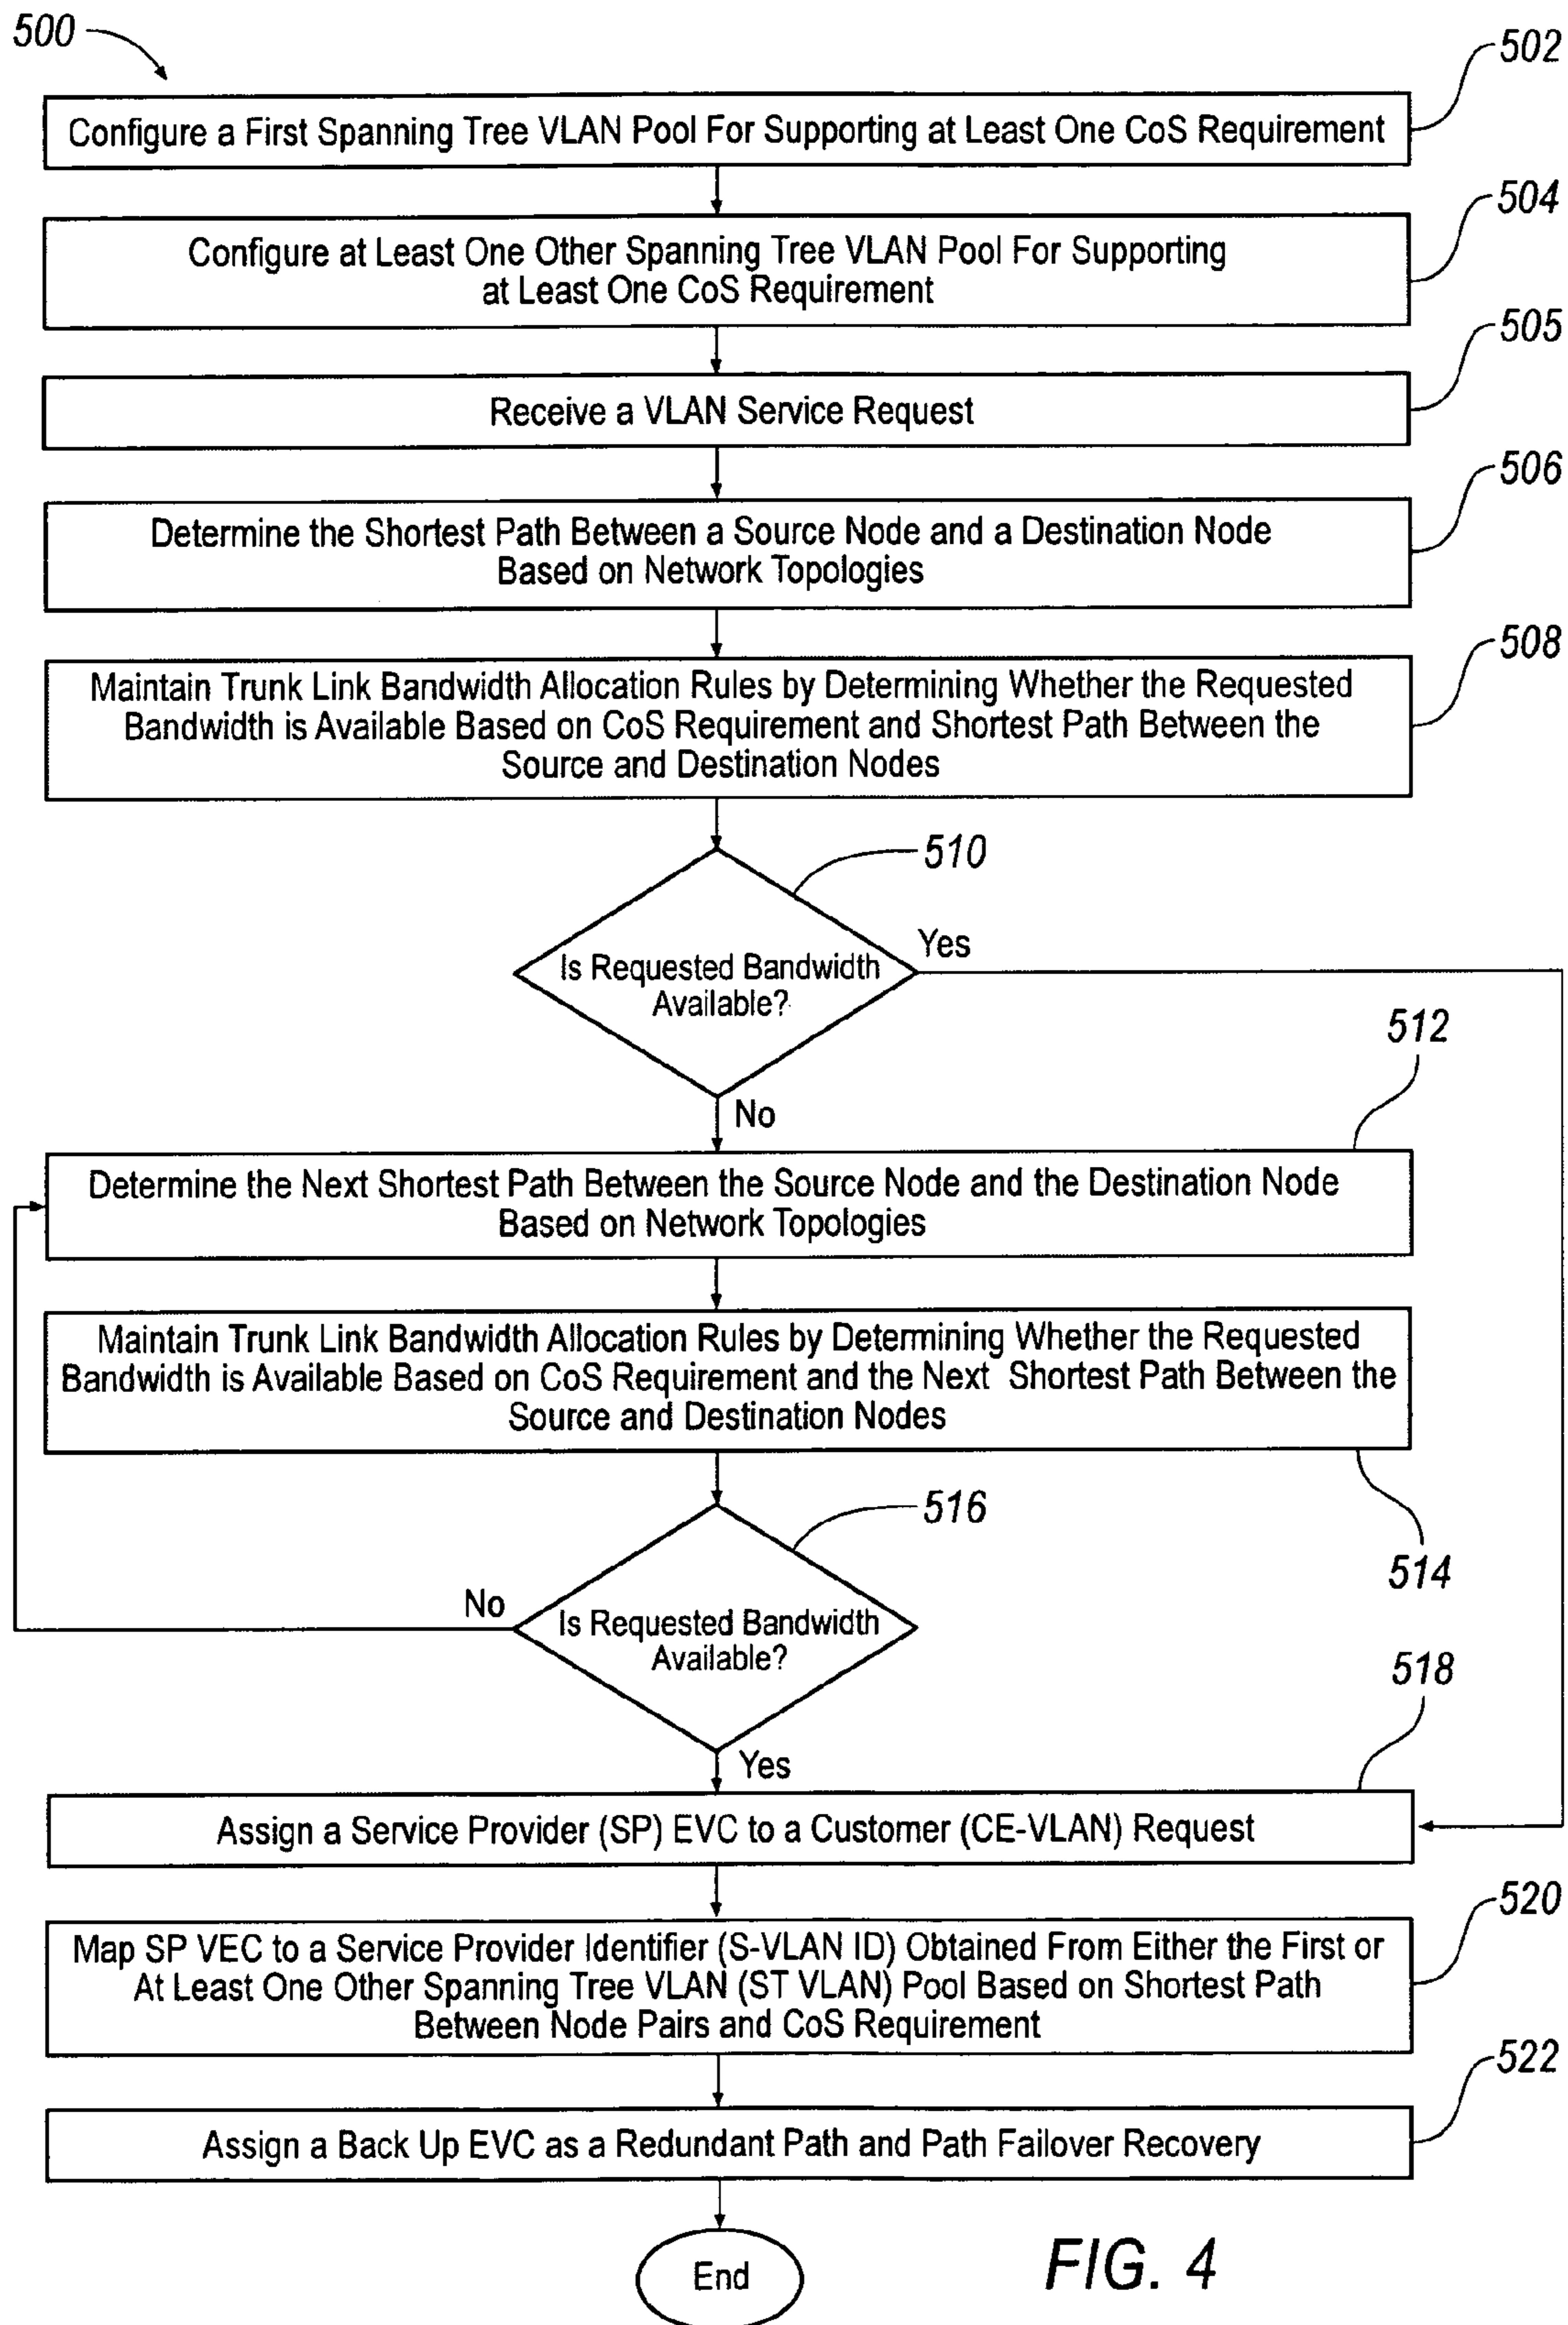 500
502
Configure a First Spanning Tree VLAN Pool For Supporting at Least One CoS Requirement
504
Configure at Least One Other Spanning Tree VLAN Pool For Supporting
at Least One CoS Requirement
505
Receive a VLAN Service Request
506
Determine the Shortest Path Between a Source Node and a Destination Node
Based on Network Topologies
508
Maintain Trunk Link Bandwidth Allocation Rules by Determining Whether the Requested
Bandwidth is Available Based on CoS Requirement and Shortest Path Between the
Source and Destination Nodes
510
Yes
Is Requested Bandwidth
Available?
512
No
Determine the Next Shortest Path Between the Source Node and the Destination Node
Based on Network Topologies
Maintain Trunk Link Bandwidth Allocation Rules by Determining Whether the Requested
Bandwidth is Available Based on CoS Requirement and the Next Shortest Path Between the
Source and Destination Nodes
516
514
No
Is Requested Bandwidth
Available?
518
Yes
Assign a Service Provider (SP) EVC to a Customer (CE-VLAN) Request
520
Map SP VEC to a Service Provider Identifier (S-VLAN ID) Obtained From Either the First or
At Least One Other Spanning Tree VLAN (ST VLAN) Pool Based on Shortest Path
Between Node Pairs and CoS Requirement
522
Assign a Back Up EVC as a Redundant Path and Path Failover Recovery
End
FIG. 4